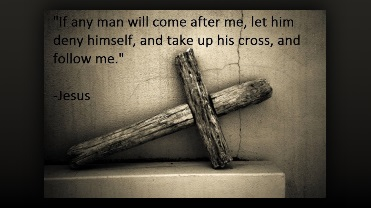 "If any man will come after me, let him
deny himself, and take up his cross, and
follow me."
-Jesus